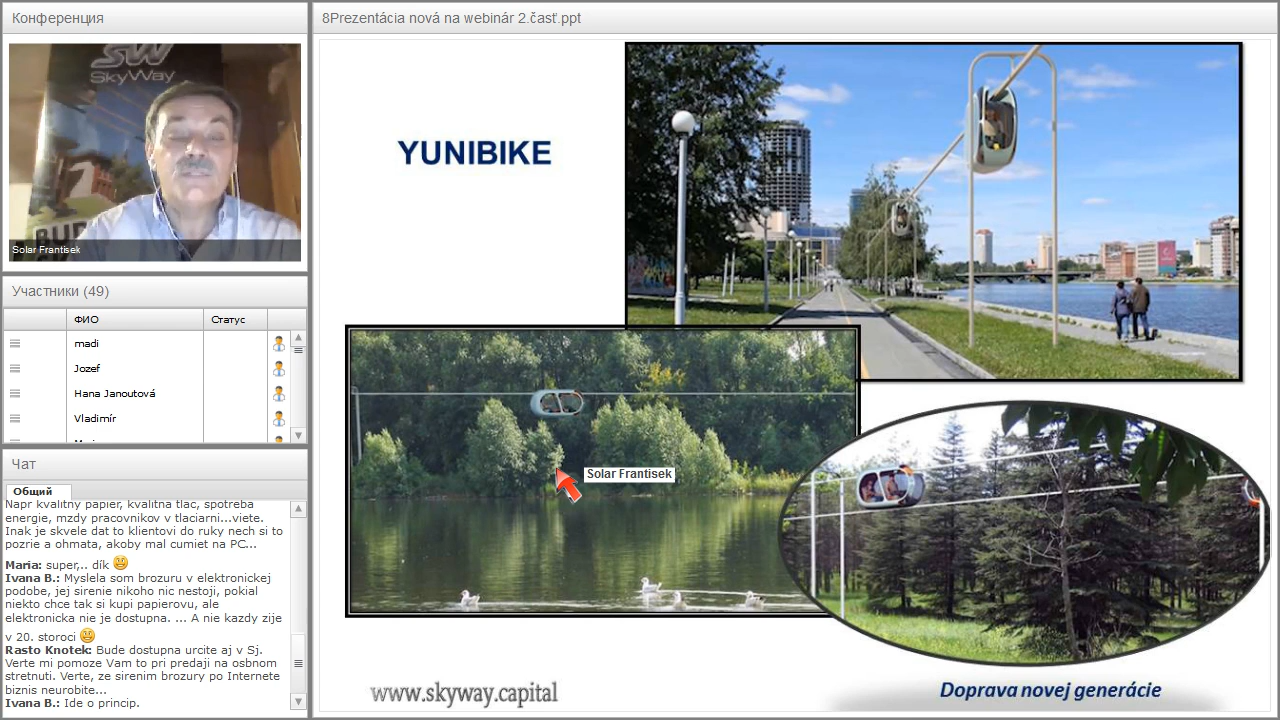 Конференция
SW
SkyWay
Solar Frantisek
Участники (49)
ФИО
Статус
madi
Jozef
Hana Janoutová
Vladimír
Чат
Общий
Napr kvalitny papier, kvalitna tlac, spotreba
energie, mzdy pracovnikov v tlaciarni...viete.
Inak je skvele dat to klientovi do ruky nech si to
pozrie a ohmata, akoby mal cumiet na PC...
Maria: super,.. dík
Ivana B.: Myslela som brozuru v elektronickej
podobe, jej sirenie nikoho nic nestoji, pokial
niekto chce tak si kupi papierovu, ale
elektronicka nie je dostupna. ... A nie kazdy zije
v 20. storoci
Rasto Knotek: Bude dostupna urcite aj v Sj.
Verte mi pomoze Vam to pri predaji na osbnom
stretnuti. Verte, ze sirenim brozury po Internete
biznis neurobite...
Ivana B.: Ide o princip.
8Prezentácia nová na webinár 2.časť.ppt
YUNIBIKE
Solar Frantisek
www.skyway.capital
Doprava novej generácie